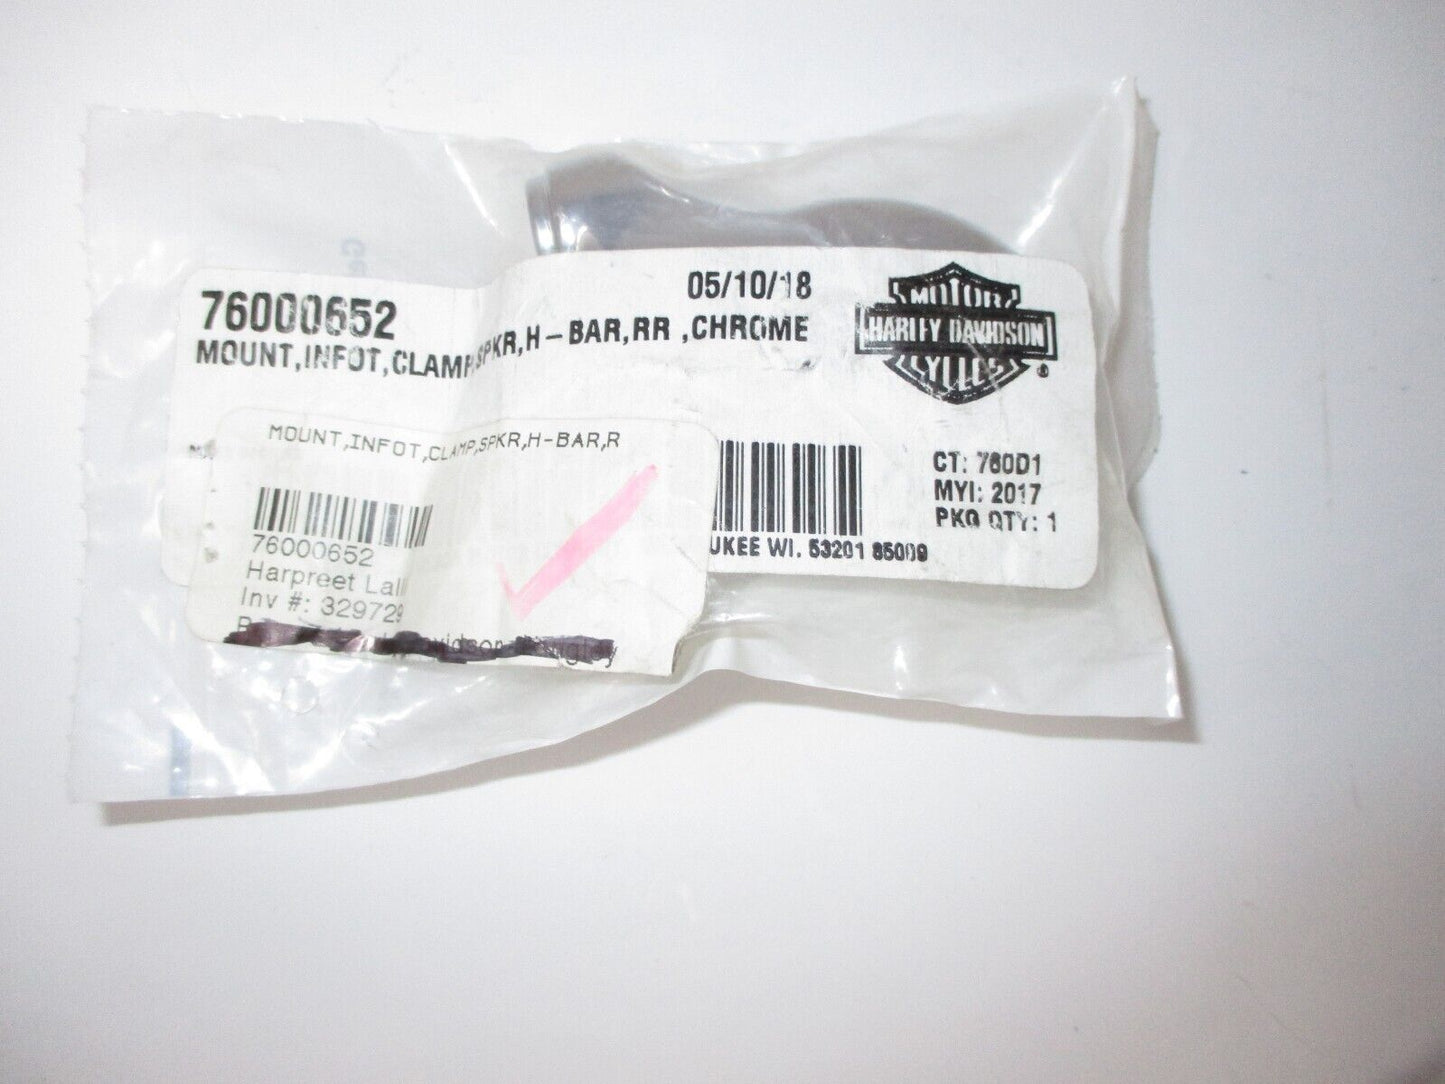 76000652
05/10/18
MOUNT,INFOT,CLAMP,SPKR,H-BAR,RR ,CHROME
MOTOR
HARLEY-DAVIDSON
CYCLES
®
CT: 760D1
MYI: 2017
PKG QTY: 1
UKEE WI. 53201 85009
MOUNT,INFOT,CLAMP,SPKR,H-BAR,R
76000652
Harpreet Lalli
Inv #: 329729